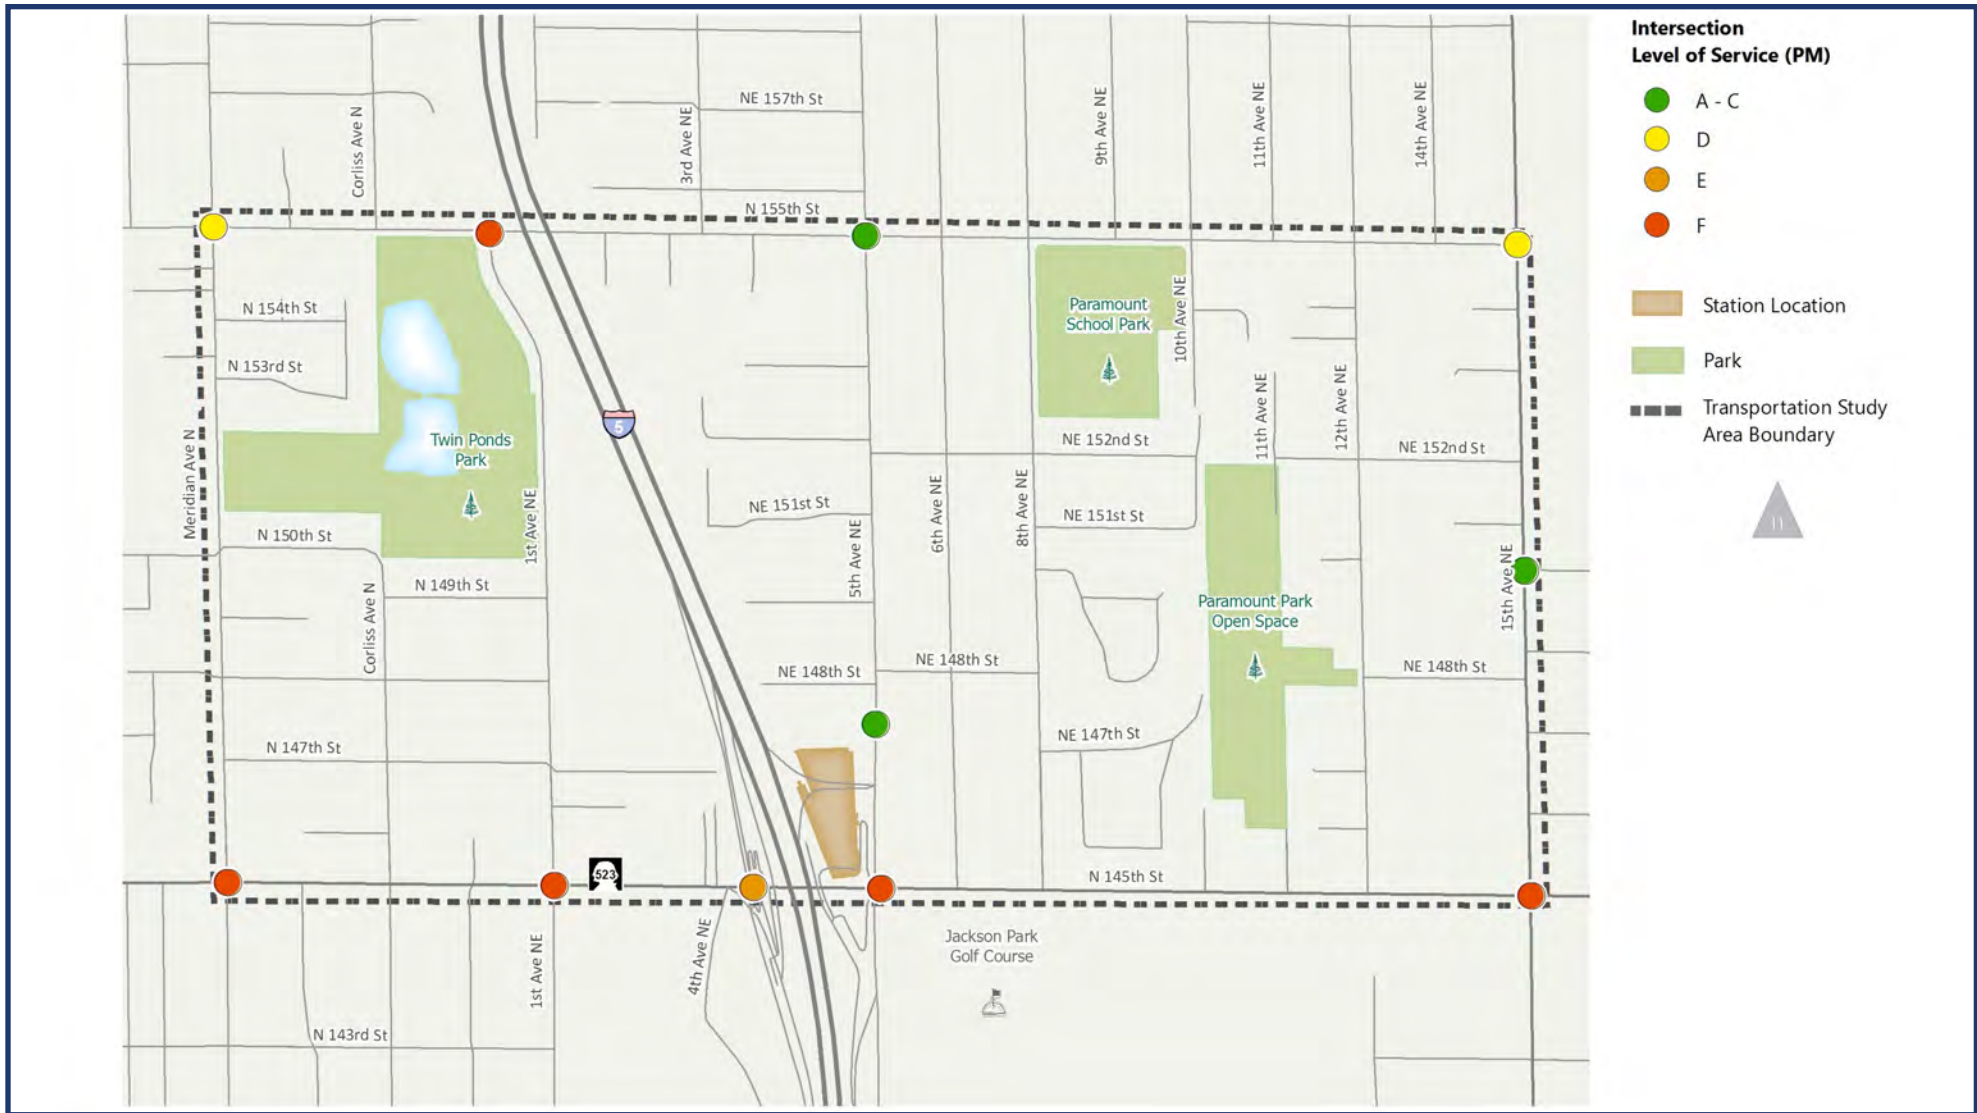 Intersection
Level of Service (PM)
A - C
D
E
F
Station Location
Park
Transportation Study
Area Boundary
NE 157th St
Corliss Ave N
3rd Ave NE
9th Ave NE
11th Ave NE
14th Ave NE
N 155th St
N 154th St
N 153rd St
Paramount
School Park
10th Ave NE
5
Twin Ponds
Park
Meridian Ave N
1st Ave NE
NE 152nd St
11th Ave NE
12th Ave NE
NE 152nd St
NE 151st St
5th Ave NE
6th Ave NE
8th Ave NE
NE 151st St
N 150th St
N 149th St
Corliss Ave N
15th Ave NE
Paramount Park
Open Space
NE 148th St
NE 148th St
NE 148th St
N 147th St
NE 147th St
523
N 145th St
1st Ave NE
4th Ave NE
Jackson Park
Golf Course
N 143rd St